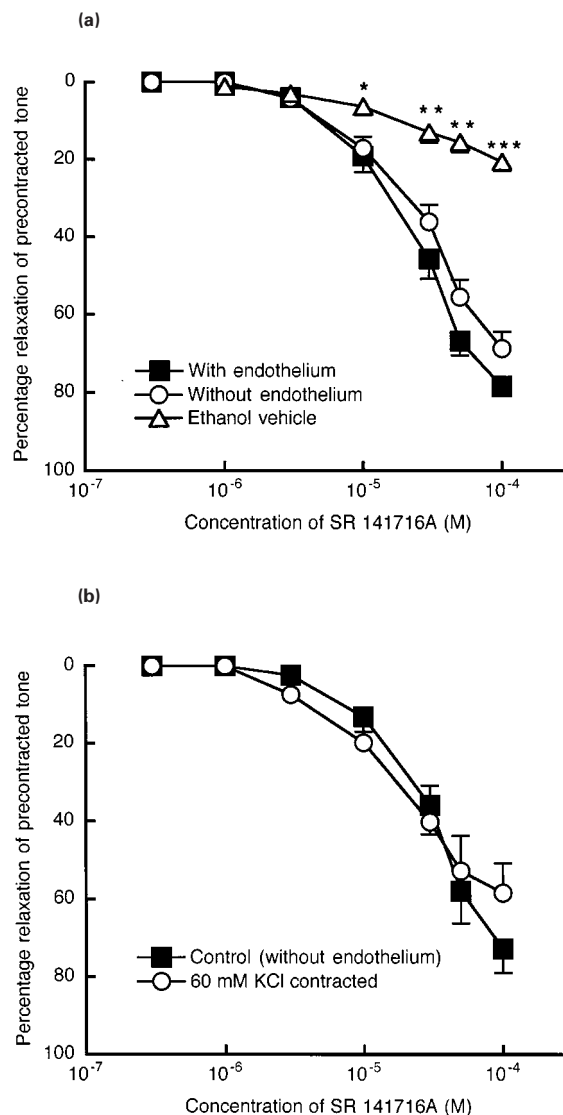 (a)
Percentage relaxation of precontracted tone
0
20
40
60
80
100
*
**
**
***
With endothelium
Without endothelium
Ethanol vehicle
10⁻⁷
10⁻⁶
10⁻⁵
10⁻⁴
Concentration of SR 141716A (M)
(b)
Percentage relaxation of precontracted tone
0
20
40
60
80
100
Control (without endothelium)
60 mM KCl contracted
10⁻⁷
10⁻⁶
10⁻⁵
10⁻⁴
Concentration of SR 141716A (M)